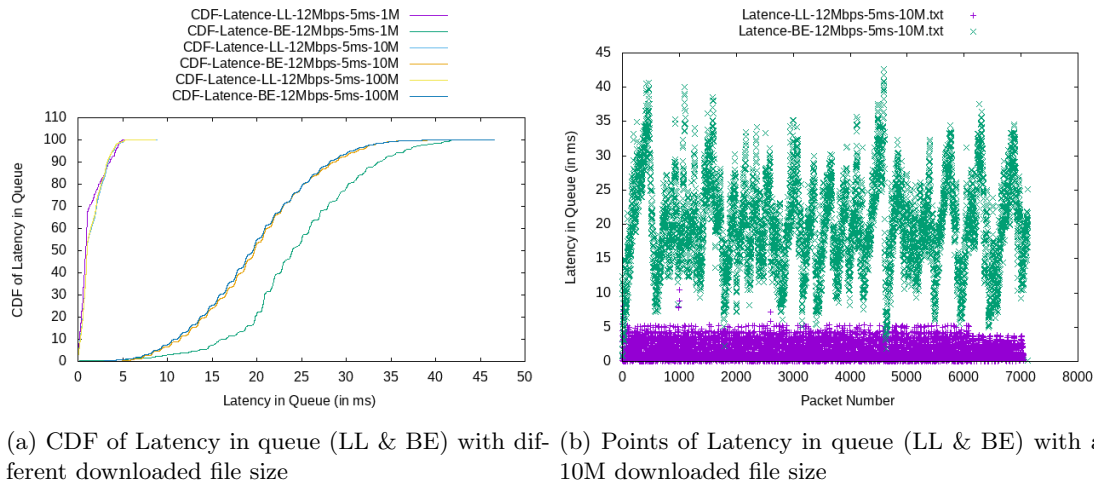 CDF-Latence-LL-12Mbps-5ms-1M
CDF-Latence-BE-12Mbps-5ms-1M
CDF-Latence-LL-12Mbps-5ms-10M
CDF-Latence-BE-12Mbps-5ms-10M
CDF-Latence-LL-12Mbps-5ms-100M
CDF-Latence-BE-12Mbps-5ms-100M
110
100
90
80
70
60
50
40
30
20
10
0
CDF of Latency in Queue
0 5 10 15 20 25 30 35 40 45 50
Latency in Queue (in ms)
(a) CDF of Latency in queue (LL & BE) with dif-
ferent downloaded file size
Latence-LL-12Mbps-5ms-10M.txt
Latence-BE-12Mbps-5ms-10M.txt
45
40
35
30
25
20
15
10
5
0
Latency in Queue (in ms)
0 1000 2000 3000 4000 5000 6000 7000 8000
Packet Number
(b) Points of Latency in queue (LL & BE) with a
10M downloaded file size